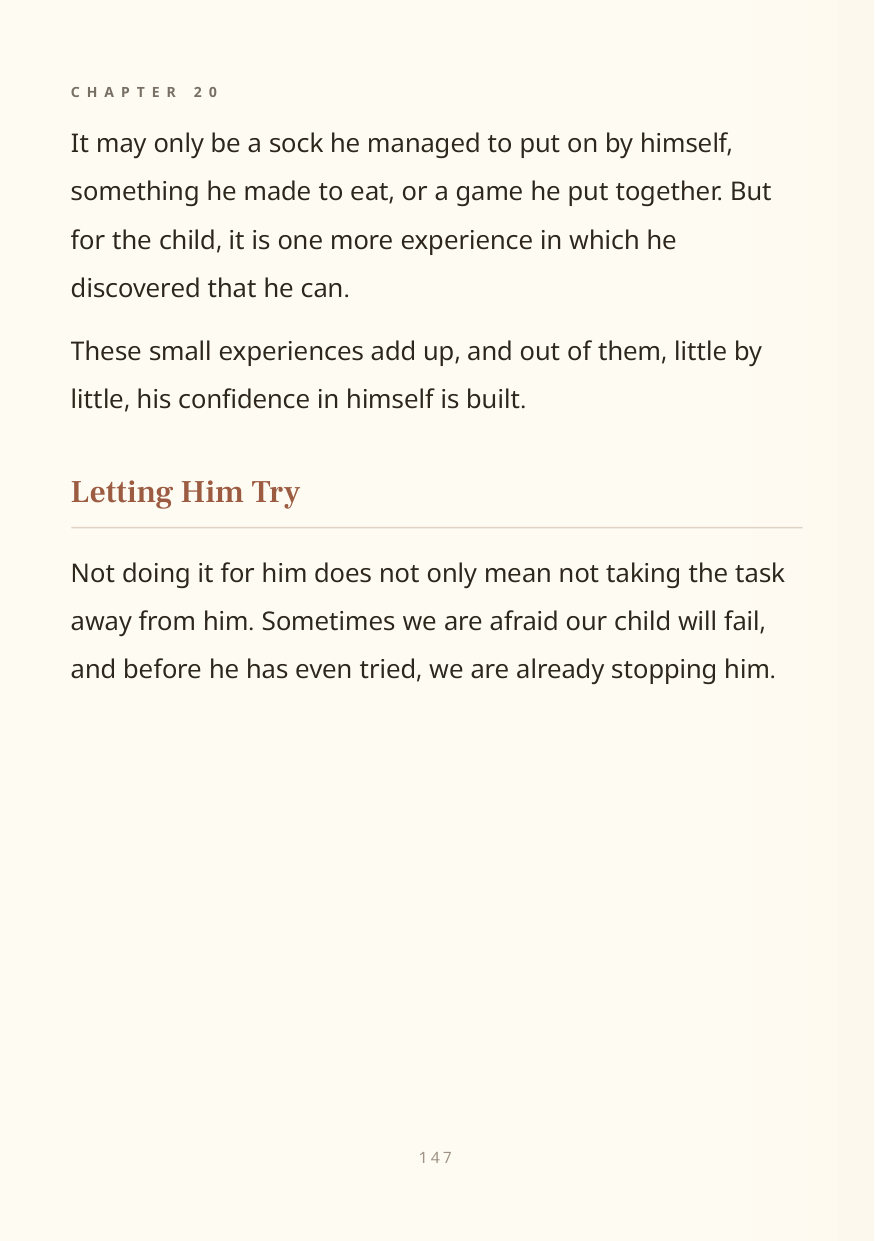 CHAPTER 20
It may only be a sock he managed to put on by himself,
something he made to eat, or a game he put together. But
for the child, it is one more experience in which he
discovered that he can.
These small experiences add up, and out of them, little by
little, his confidence in himself is built.
Letting Him Try
Not doing it for him does not only mean not taking the task
away from him. Sometimes we are afraid our child will fail,
and before he has even tried, we are already stopping him.
147